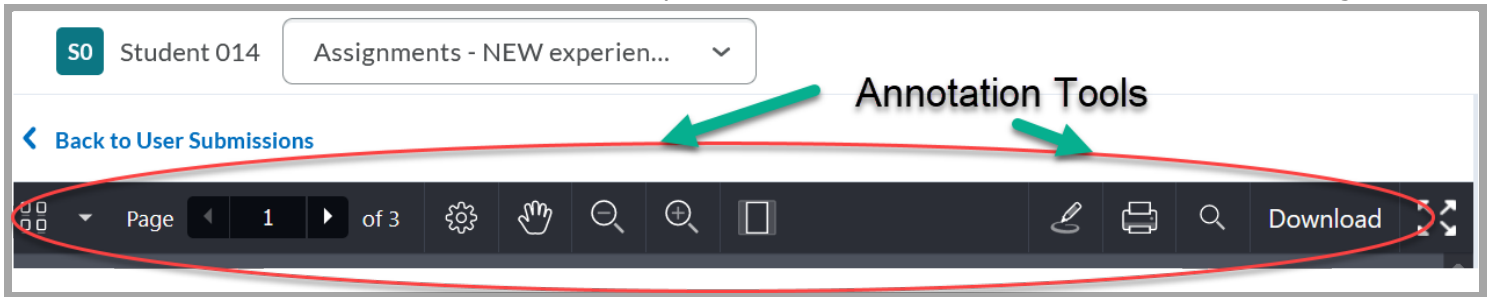 S0 Student 014 Assignments - NEW experien...
Annotation Tools
Back to User Submissions
Page 1 of 3 Download